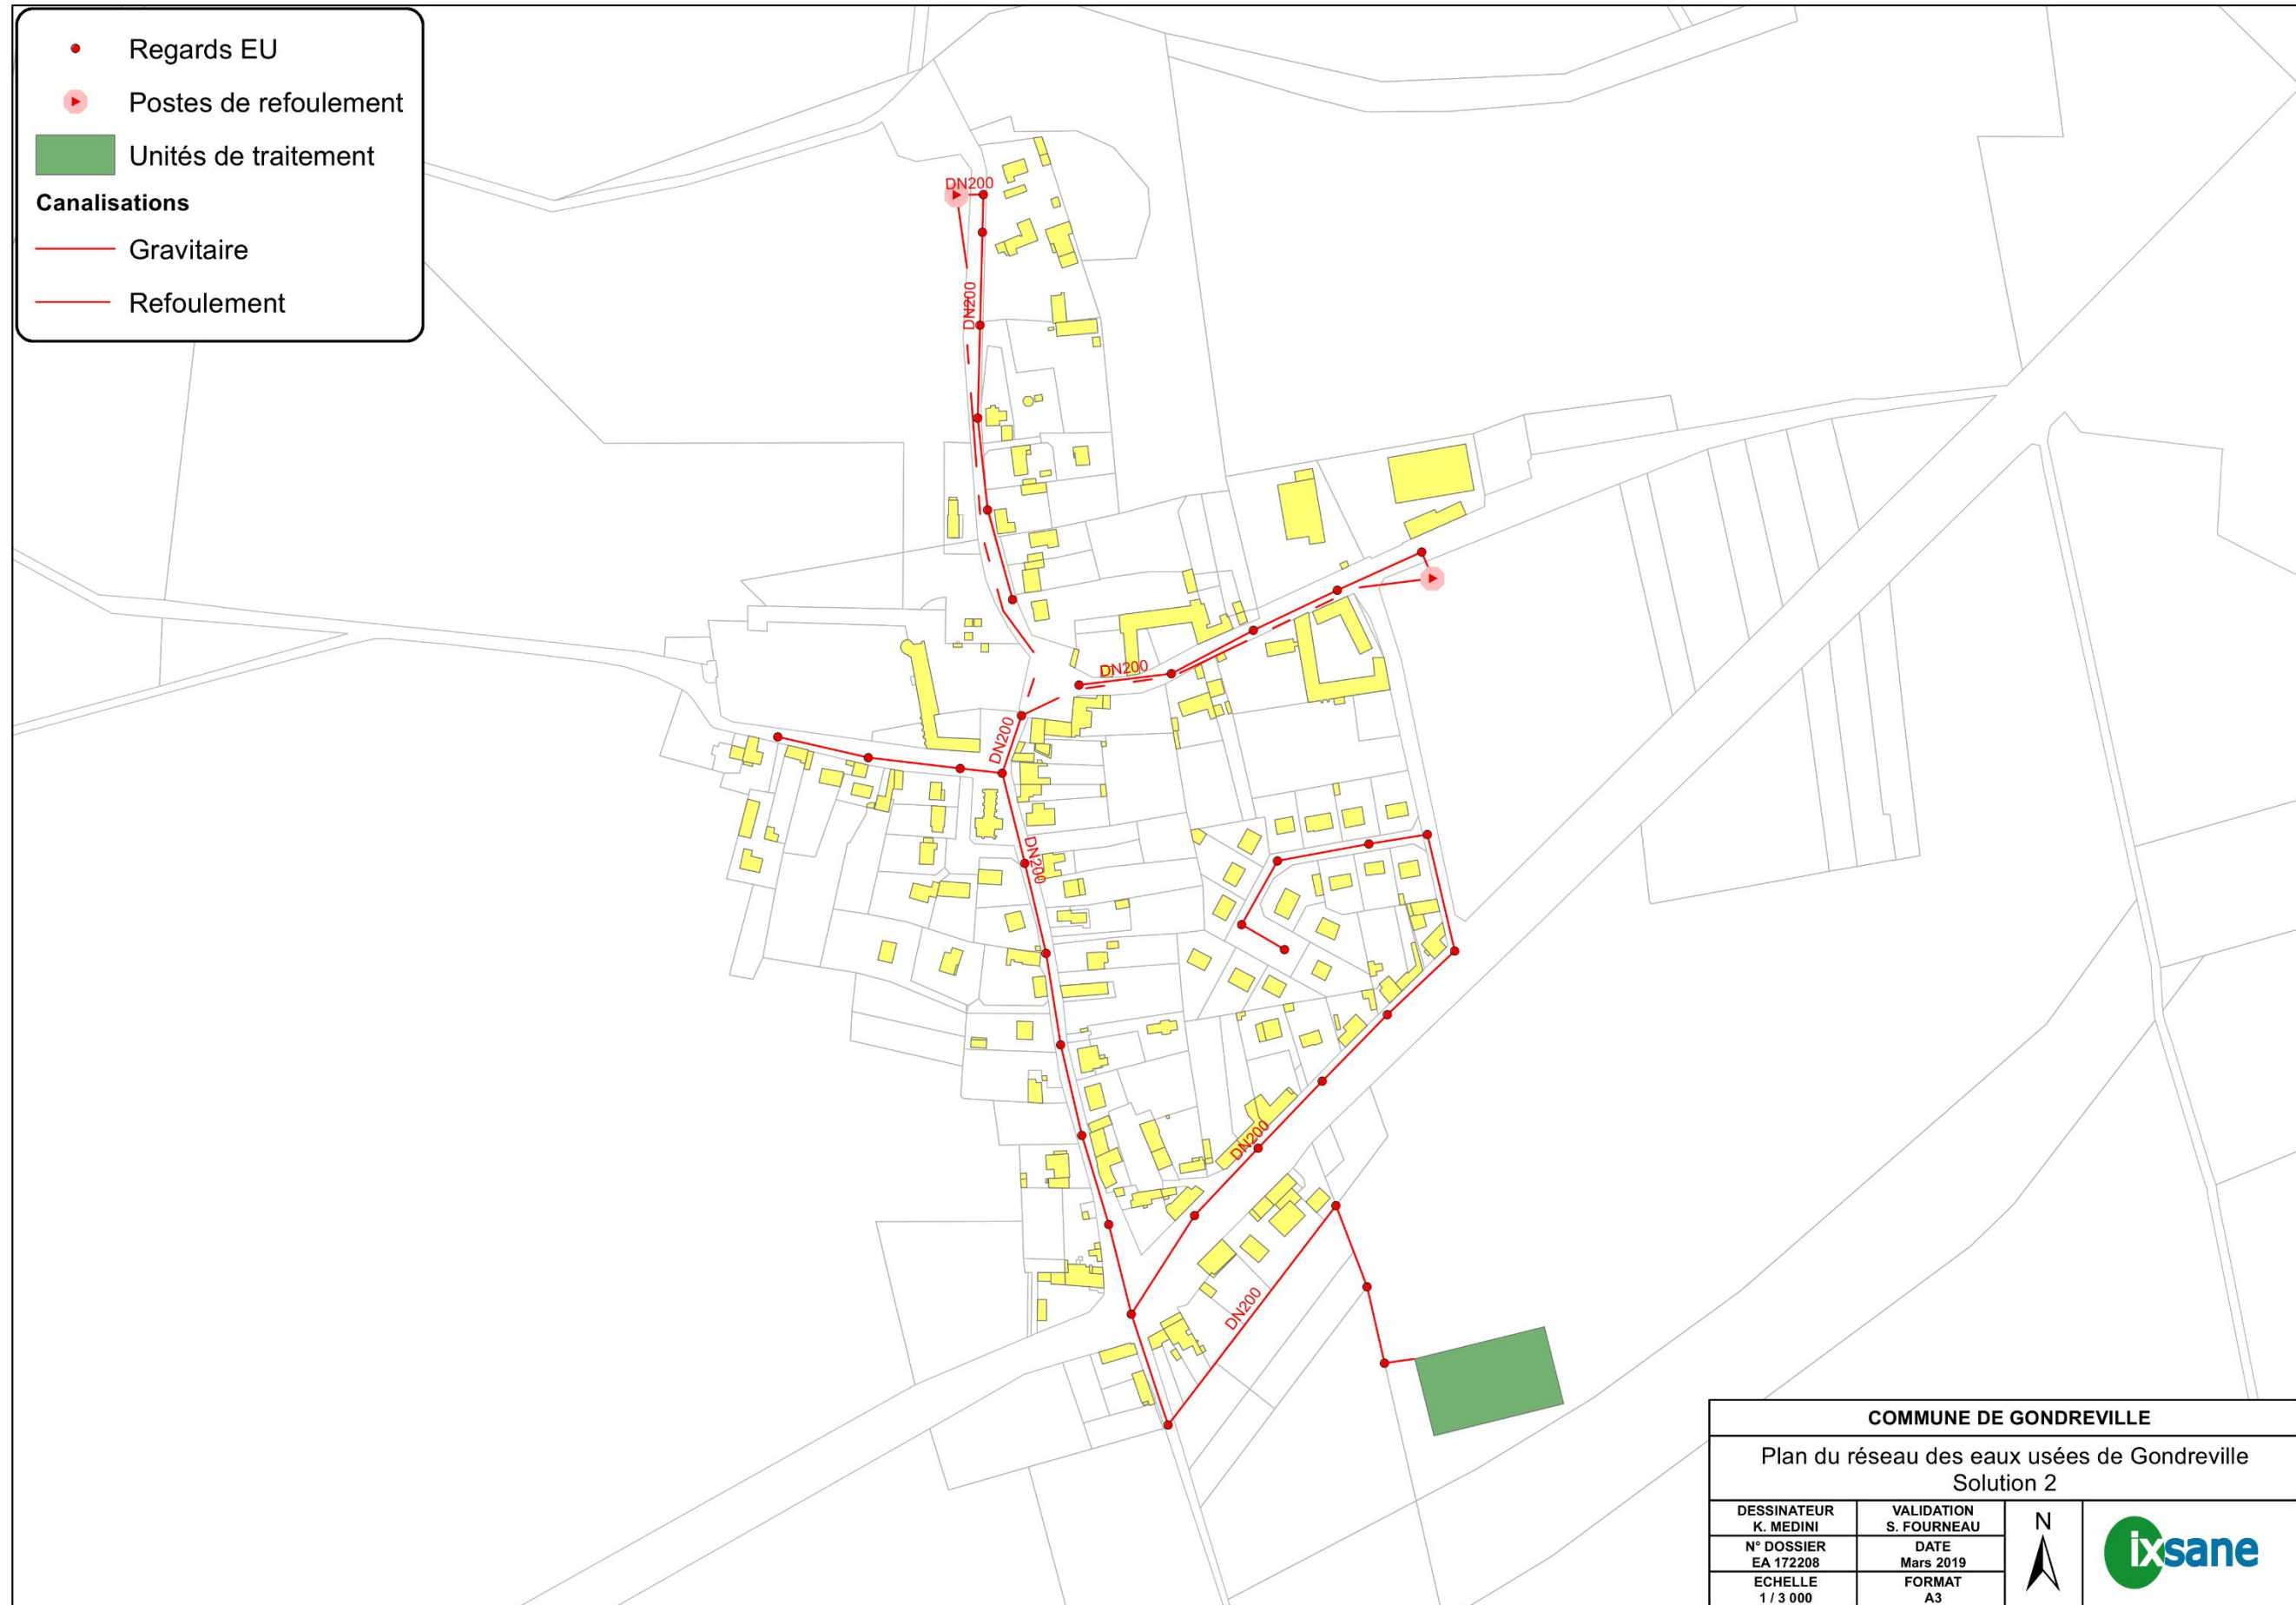 Regards EU
Postes de refoulement
Unités de traitement
Canalisations
Gravitaire
Refoulement
DN200
DN200
DN200
DN200
DN200
DN200
DN200
COMMUNE DE GONDREVILLE
Plan du réseau des eaux usées de Gondreville
Solution 2
DESSINATEUR
K. MEDINI
VALIDATION
S. FOURNEAU
N° DOSSIER
EA 172208
DATE
Mars 2019
ECHELLE
1 / 3 000
FORMAT
A3
N
ixsane